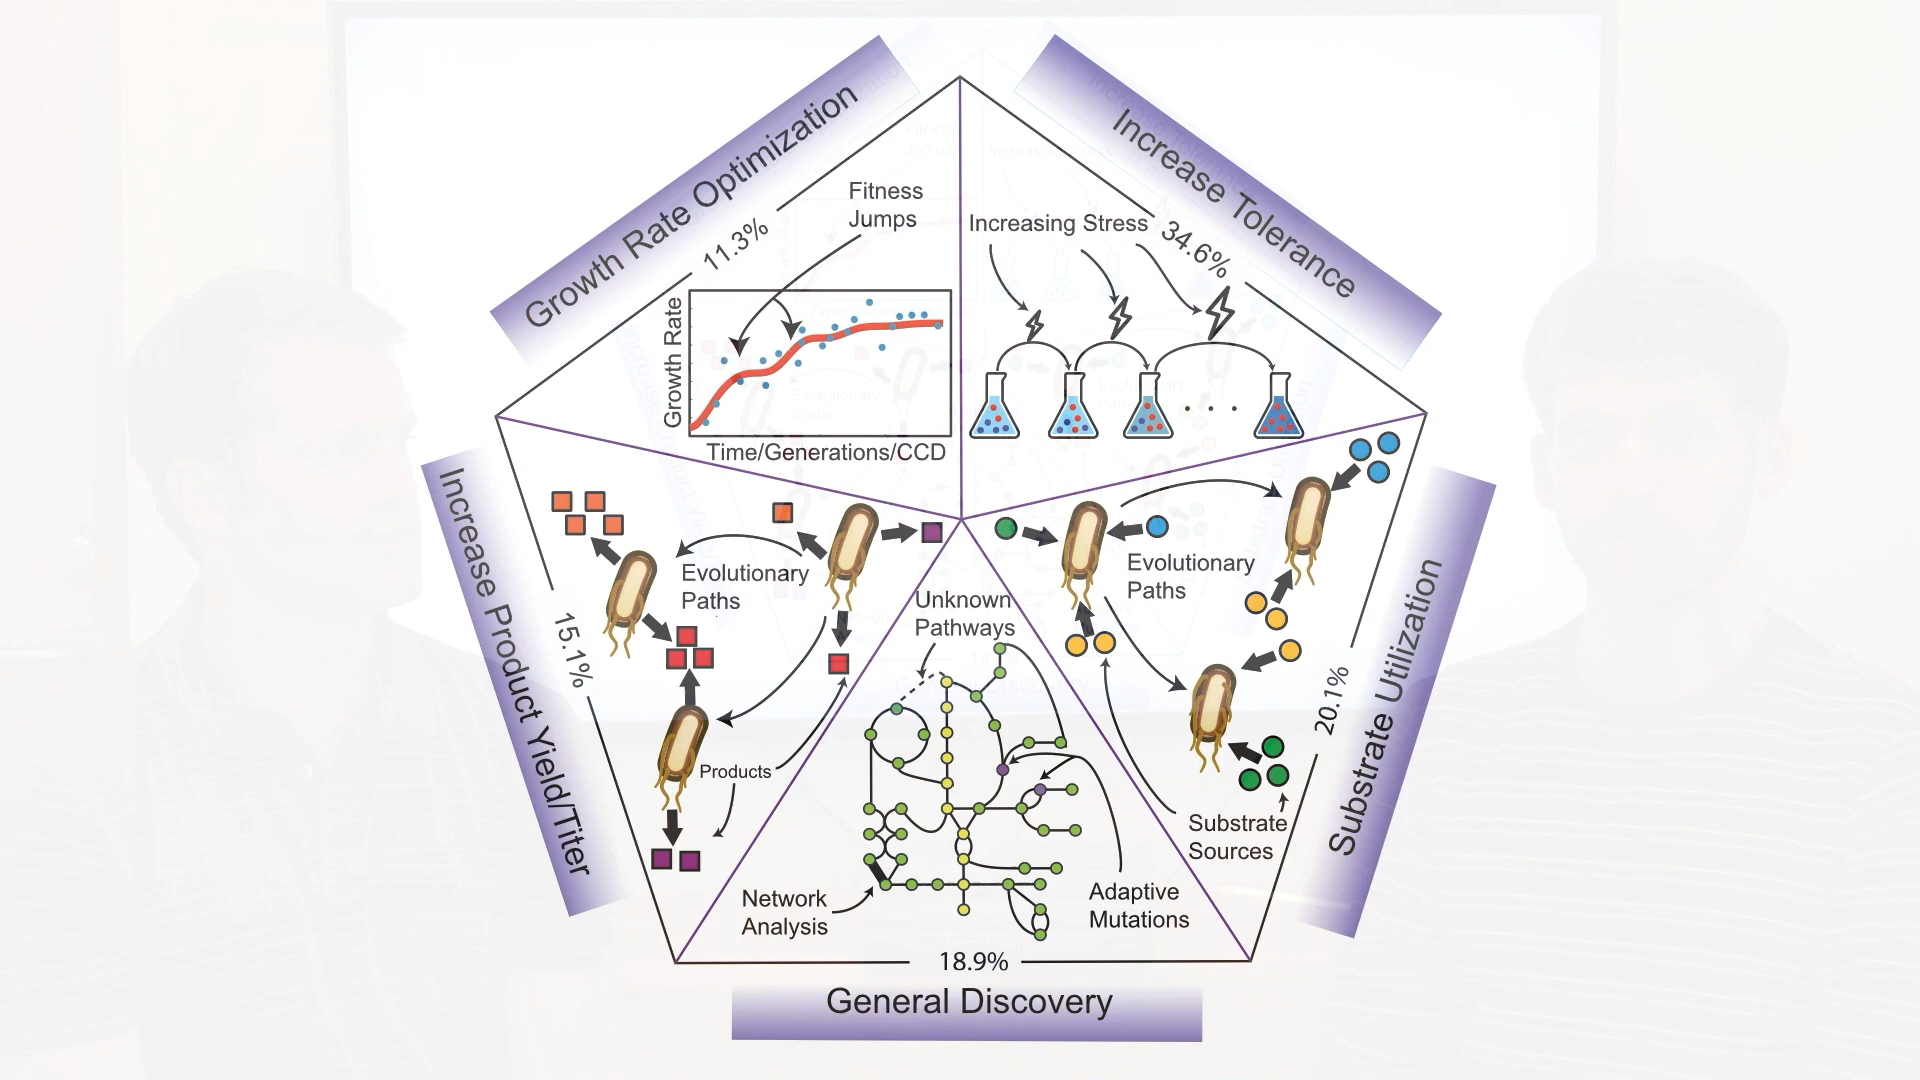 Growth Rate Optimization
11.3%
Fitness
Jumps
Growth Rate
Time/Generations/CCD
Increase Tolerance
34.6%
Increasing Stress
Increase Product Yield/Titer
15.1%
Evolutionary
Paths
Products
Substrate Utilization
20.1%
Evolutionary
Paths
Substrate
Sources
Unknown
Pathways
Network
Analysis
Adaptive
Mutations
18.9%
General Discovery